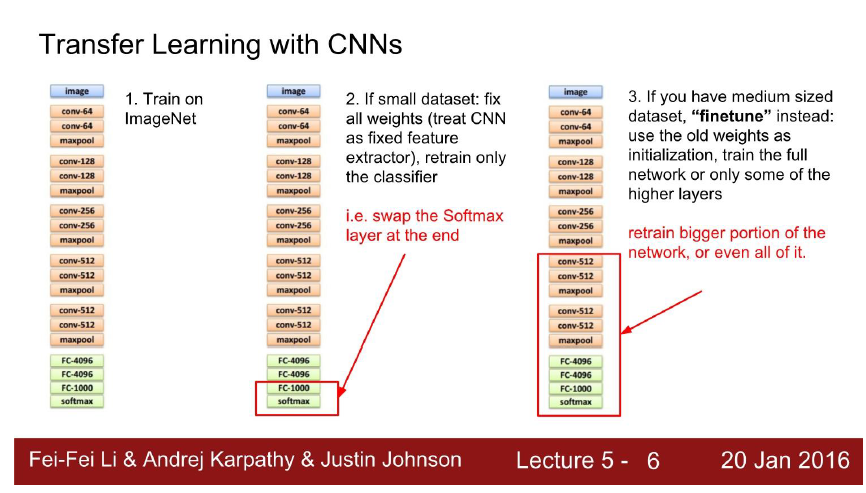 Transfer Learning with CNNs
image
conv-64
conv-64
maxpool
conv-128
conv-128
maxpool
conv-256
conv-256
maxpool
conv-512
conv-512
maxpool
conv-512
conv-512
maxpool
FC-4096
FC-4096
FC-1000
softmax
1. Train on
ImageNet
image
conv-64
conv-64
maxpool
conv-128
conv-128
maxpool
conv-256
conv-256
maxpool
conv-512
conv-512
maxpool
conv-512
conv-512
maxpool
FC-4096
FC-4096
FC-1000
softmax
2. If small dataset: fix
all weights (treat CNN
as fixed feature
extractor), retrain only
the classifier
i.e. swap the Softmax
layer at the end
image
conv-64
conv-64
maxpool
conv-128
conv-128
maxpool
conv-256
conv-256
maxpool
conv-512
conv-512
maxpool
conv-512
conv-512
maxpool
FC-4096
FC-4096
FC-1000
softmax
3. If you have medium sized
dataset, “finetune” instead:
use the old weights as
initialization, train the full
network or only some of the
higher layers
retrain bigger portion of the
network, or even all of it.
Fei-Fei Li & Andrej Karpathy & Justin Johnson Lecture 5 - 6 20 Jan 2016